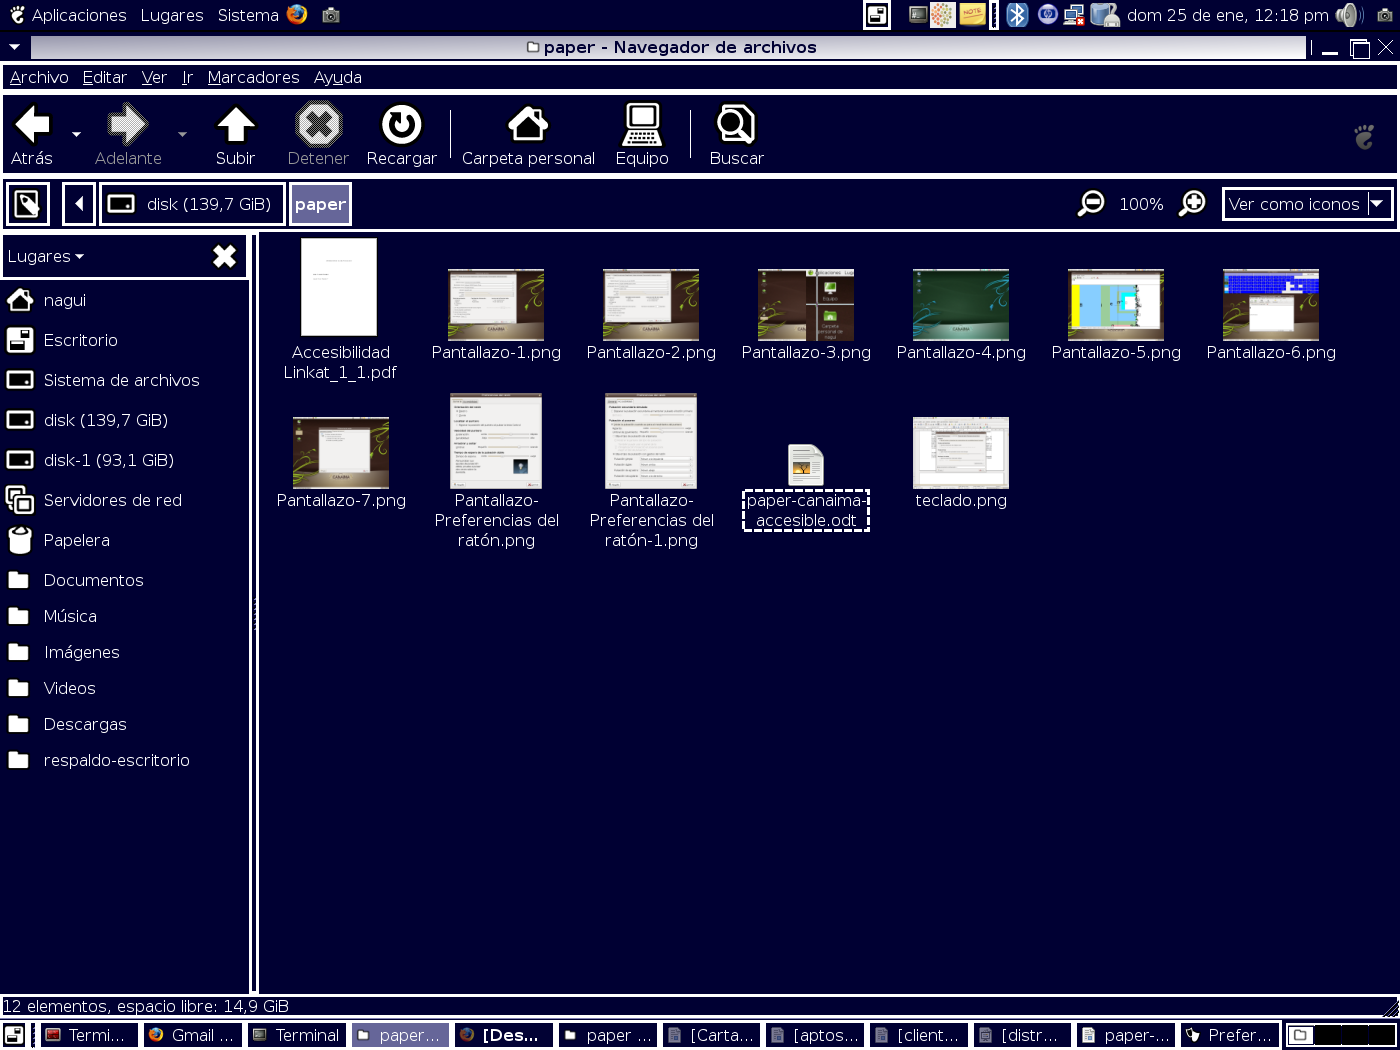 Aplicaciones Lugares Sistema
NOTE
dom 25 de ene, 12:18 pm
paper - Navegador de archivos
Archivo Editar Ver Ir Marcadores Ayuda
Atrás Adelante Subir Detener Recargar Carpeta personal Equipo Buscar
disk (139,7 GiB) paper 100% Ver como iconos
Lugares
nagui
Escritorio
Sistema de archivos
disk (139,7 GiB)
disk-1 (93,1 GiB)
Servidores de red
Papelera
Documentos
Música
Imágenes
Videos
Descargas
respaldo-escritorio
Accesibilidad
Linkat_1_1.pdf
Pantallazo-1.png
Pantallazo-2.png
Pantallazo-3.png
Pantallazo-4.png
Pantallazo-5.png
Pantallazo-6.png
Pantallazo-7.png
Pantallazo-
Preferencias del
ratón.png
Pantallazo-
Preferencias del
ratón-1.png
paper-canaima-
accesible.odt
teclado.png
12 elementos, espacio libre: 14,9 GiB
Termi... Gmail ... Terminal paper... [Des... paper ... [Carta... [aptos... [client... [distr... paper-... Prefer...